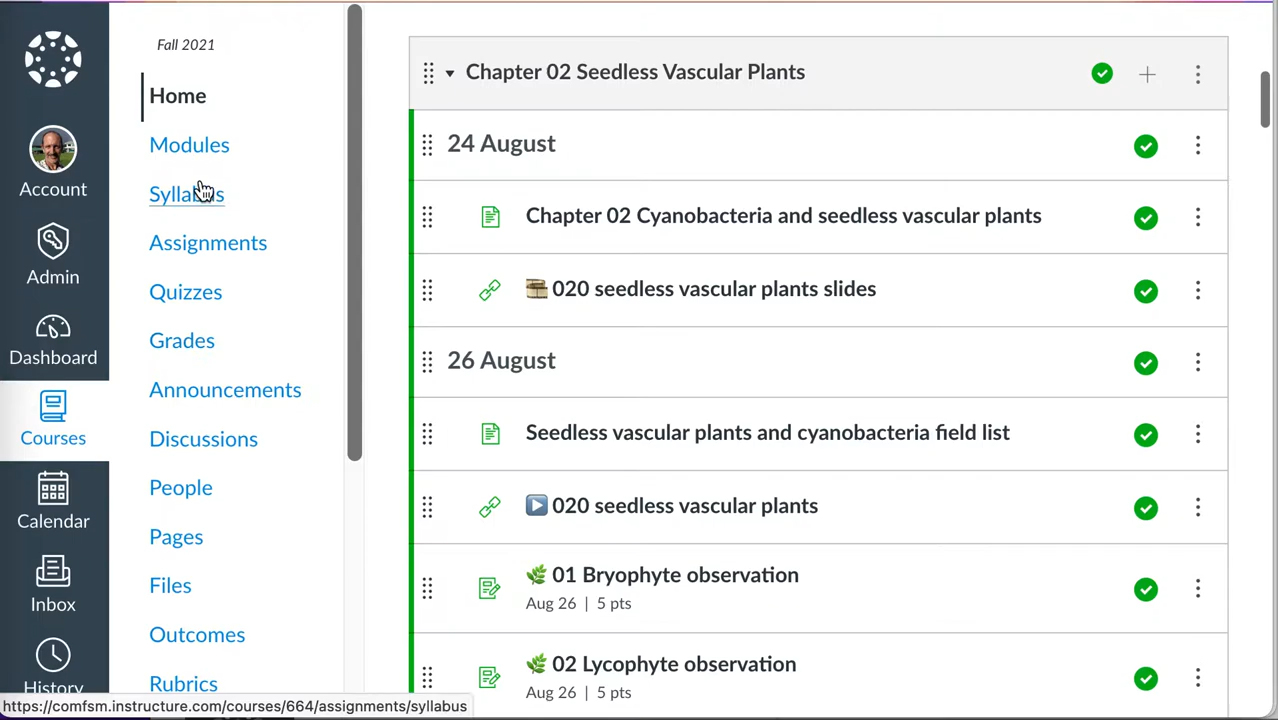 Fall 2021
Home
Modules
Syllabus
Assignments
Quizzes
Grades
Announcements
Discussions
People
Pages
Files
Outcomes
Rubrics
Account
Admin
Dashboard
Courses
Calendar
Inbox
History
Chapter 02 Seedless Vascular Plants
24 August
Chapter 02 Cyanobacteria and seedless vascular plants
020 seedless vascular plants slides
26 August
Seedless vascular plants and cyanobacteria field list
020 seedless vascular plants
01 Bryophyte observation
Aug 26 | 5 pts
02 Lycophyte observation
Aug 26 | 5 pts
https://comfsm.instructure.com/courses/664/assignments/syllabus